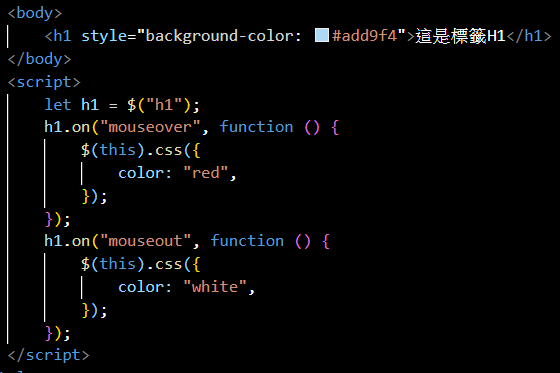 <body>
    <h1 style="background-color: #add9f4">這是標籤H1</h1>
</body>
<script>
    let h1 = $("h1");
    h1.on("mouseover", function () {
        $(this).css({
            color: "red",
        });
    });
    h1.on("mouseout", function () {
        $(this).css({
            color: "white",
        });
    });
</script>